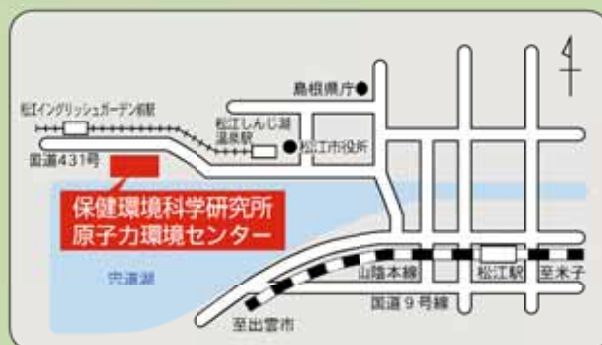 島根県庁
松江イングリッシュガーデン前駅
松江しんじ湖
温泉駅
松江市役所
国道431号
保健環境科学研究所
原子力環境センター
宍道湖
山陰本線
松江駅
至米子
国道9号線
至出雲市